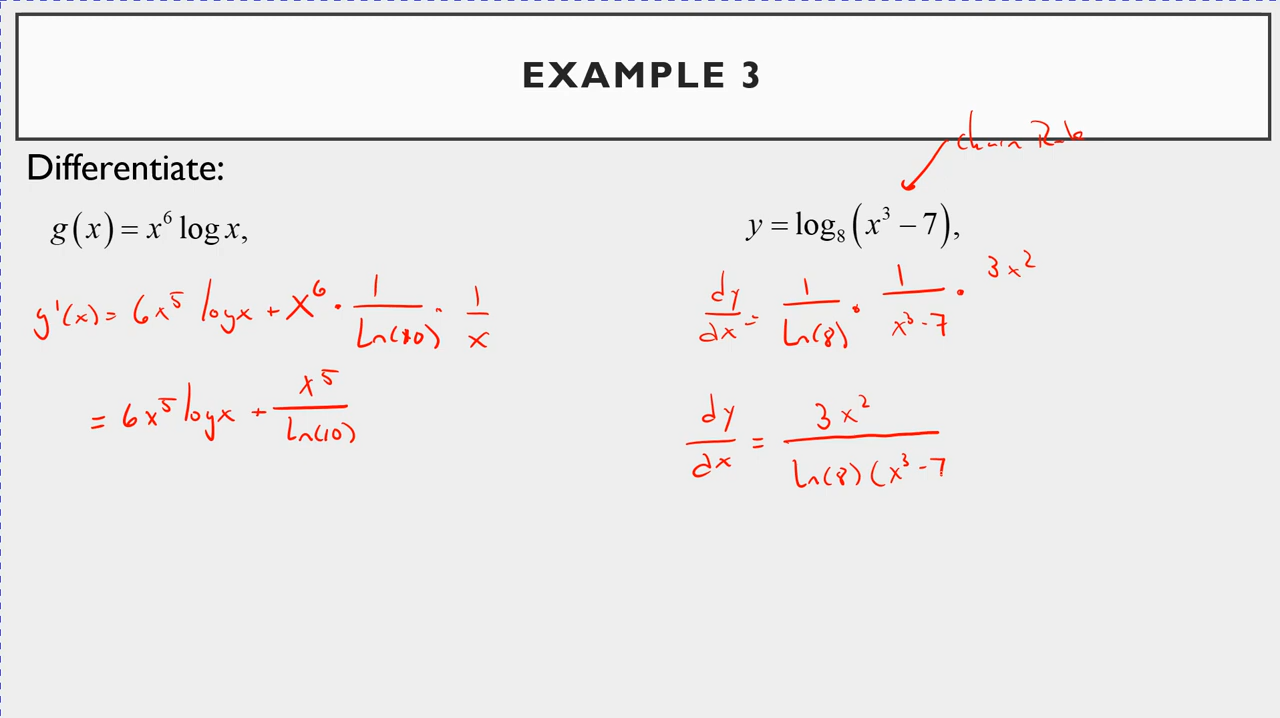 EXAMPLE 3
Chain Rule
Differentiate:
g(x) = x⁶ log x,
g'(x) = 6x⁵ log x + x⁶ · 1/ln(10) · 1/x
= 6x⁵ log x + x⁵/ln(10)
y = log₈(x³ − 7),
dy/dx = 1/ln(8) · 1/(x³ - 7) · 3x²
dy/dx = 3x²/ln(8)(x³ - 7